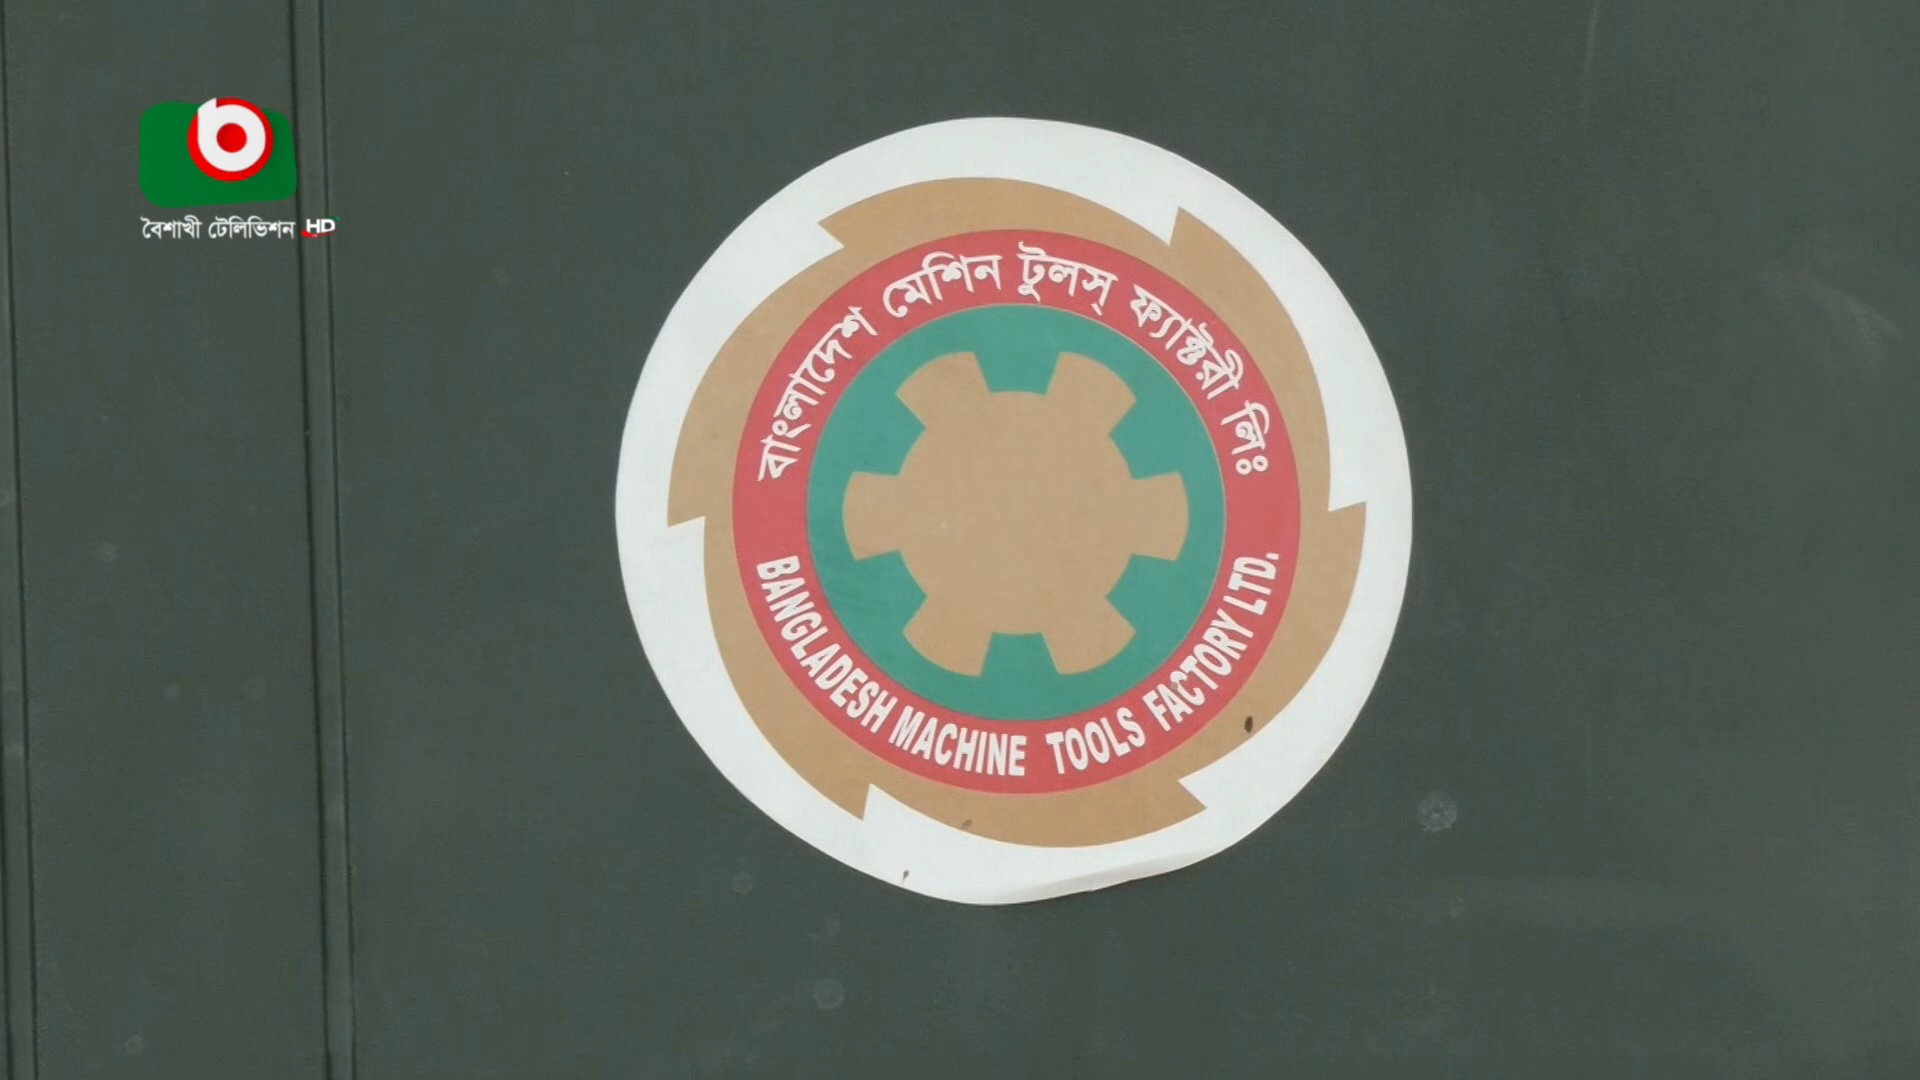 বৈশাখী টেলিভিশন HD
বাংলাদেশ মেশিন টুলস্ ফ্যাক্টরী লিঃ
BANGLADESH MACHINE TOOLS FACTORY LTD.